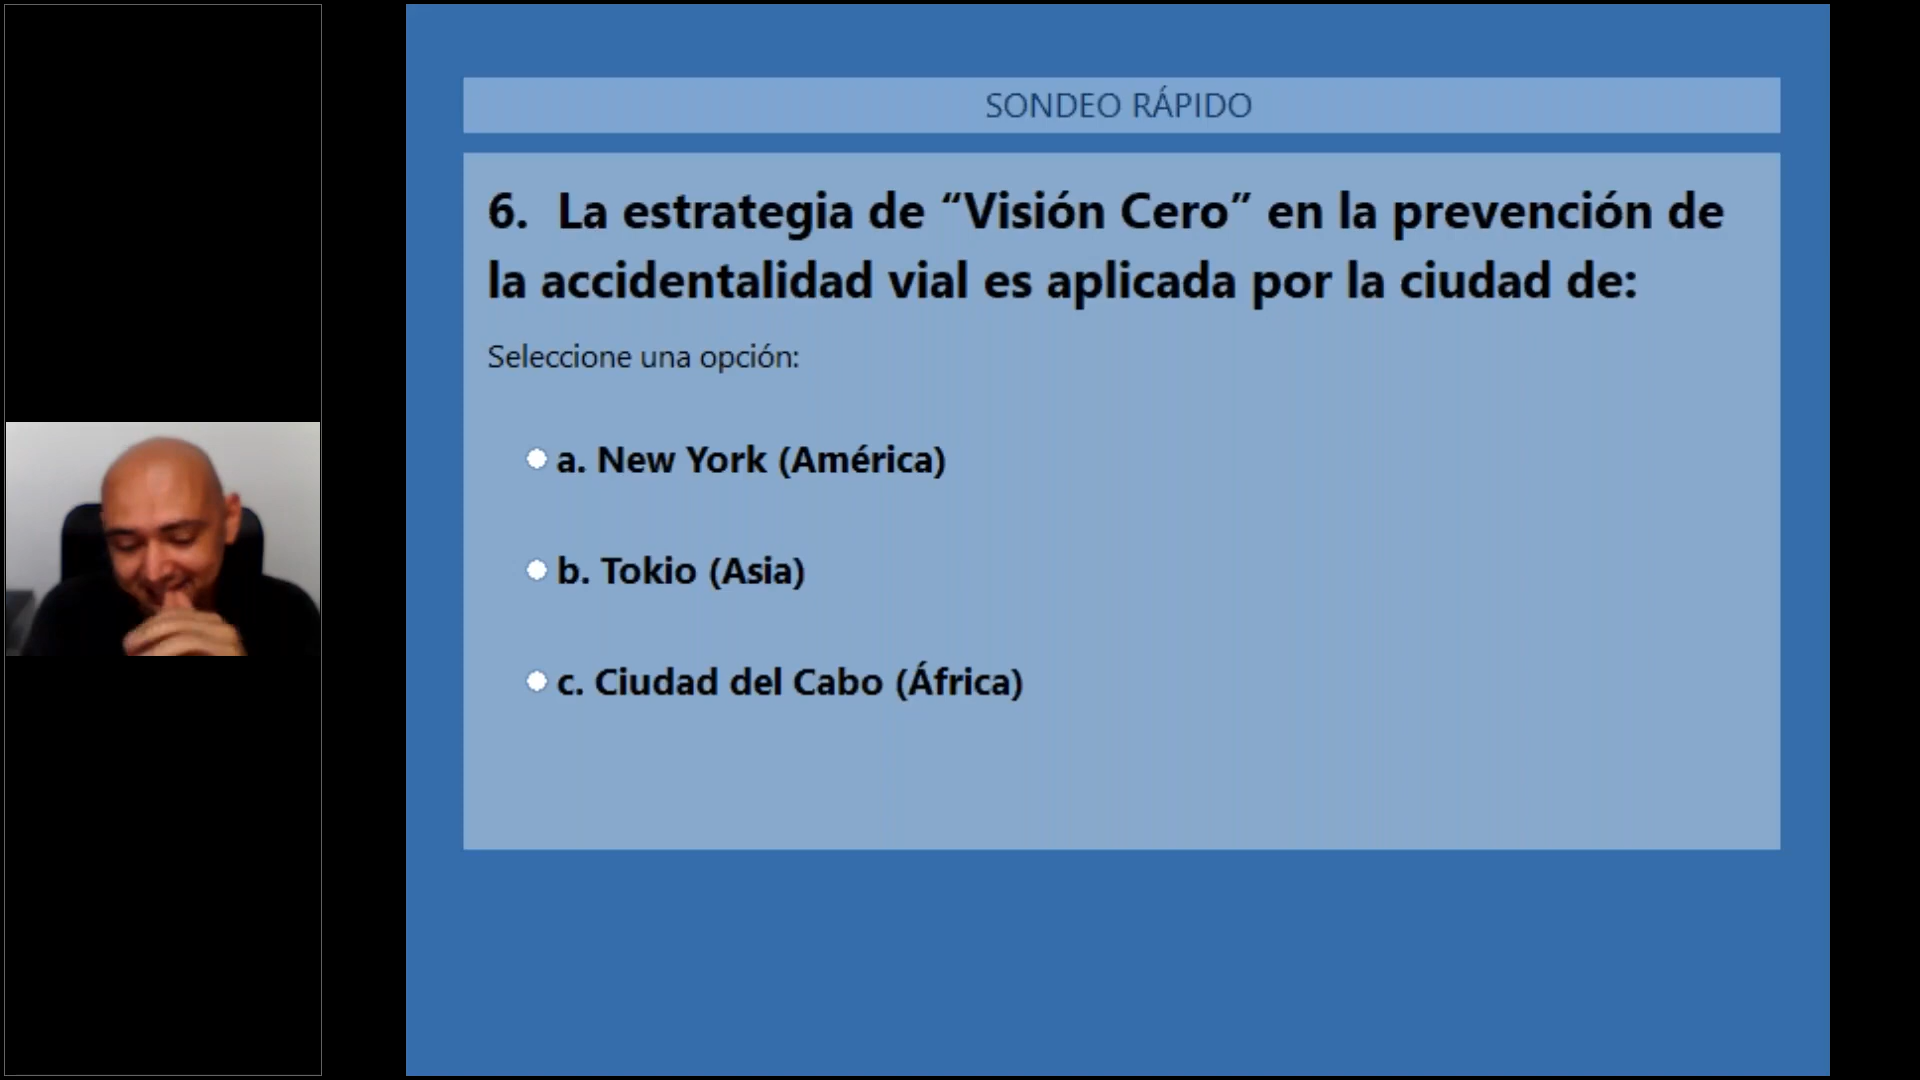 SONDEO RÁPIDO
6. La estrategia de “Visión Cero” en la prevención de
la accidentalidad vial es aplicada por la ciudad de:
Seleccione una opción:
a. New York (América)
b. Tokio (Asia)
c. Ciudad del Cabo (África)